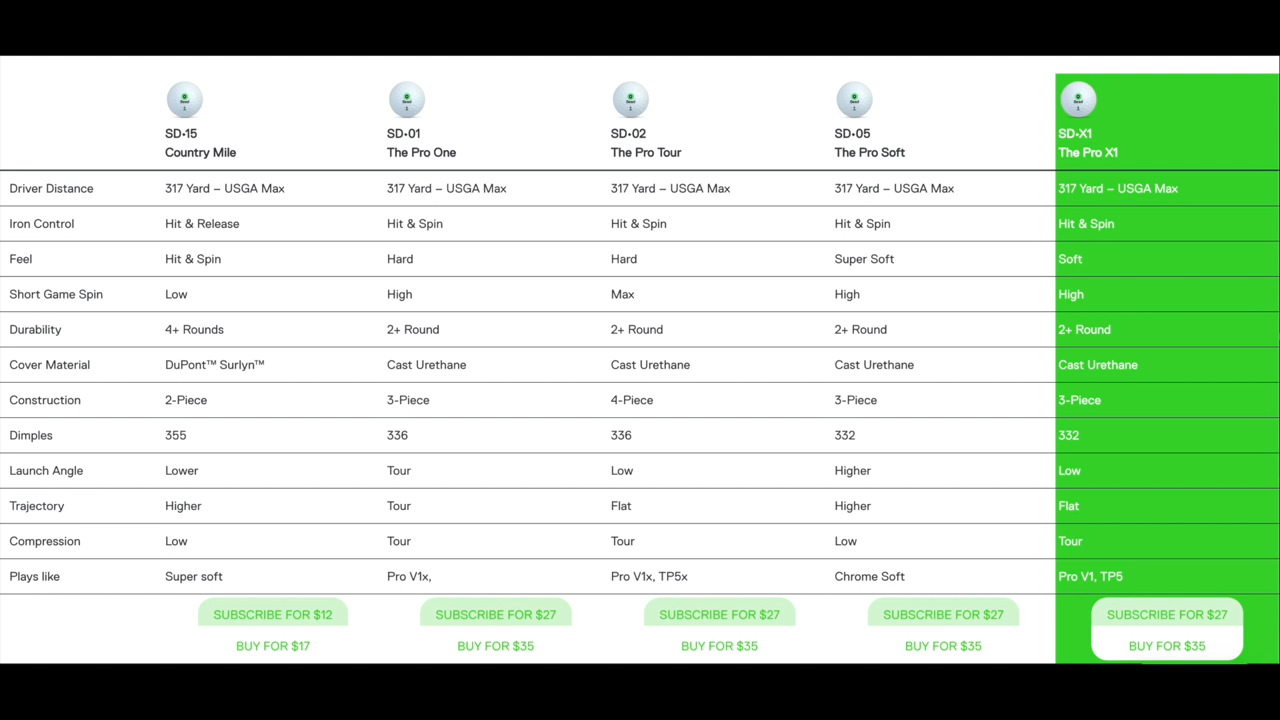 SD•15 SD•01 SD•02 SD•05 SD•X1
Country Mile The Pro One The Pro Tour The Pro Soft The Pro X1
Driver Distance 317 Yard – USGA Max 317 Yard – USGA Max 317 Yard – USGA Max 317 Yard – USGA Max 317 Yard – USGA Max
Iron Control Hit & Release Hit & Spin Hit & Spin Hit & Spin Hit & Spin
Feel Hit & Spin Hard Hard Super Soft Soft
Short Game Spin Low High Max High High
Durability 4+ Rounds 2+ Round 2+ Round 2+ Round 2+ Round
Cover Material DuPont™ Surlyn™ Cast Urethane Cast Urethane Cast Urethane Cast Urethane
Construction 2-Piece 3-Piece 4-Piece 3-Piece 3-Piece
Dimples 355 336 336 332 332
Launch Angle Lower Tour Low Higher Low
Trajectory Higher Tour Flat Higher Flat
Compression Low Tour Tour Low Tour
Plays like Super soft Pro V1x, Pro V1x, TP5x Chrome Soft Pro V1, TP5
SUBSCRIBE FOR $12 SUBSCRIBE FOR $27 SUBSCRIBE FOR $27 SUBSCRIBE FOR $27 SUBSCRIBE FOR $27
BUY FOR $17 BUY FOR $35 BUY FOR $35 BUY FOR $35 BUY FOR $35